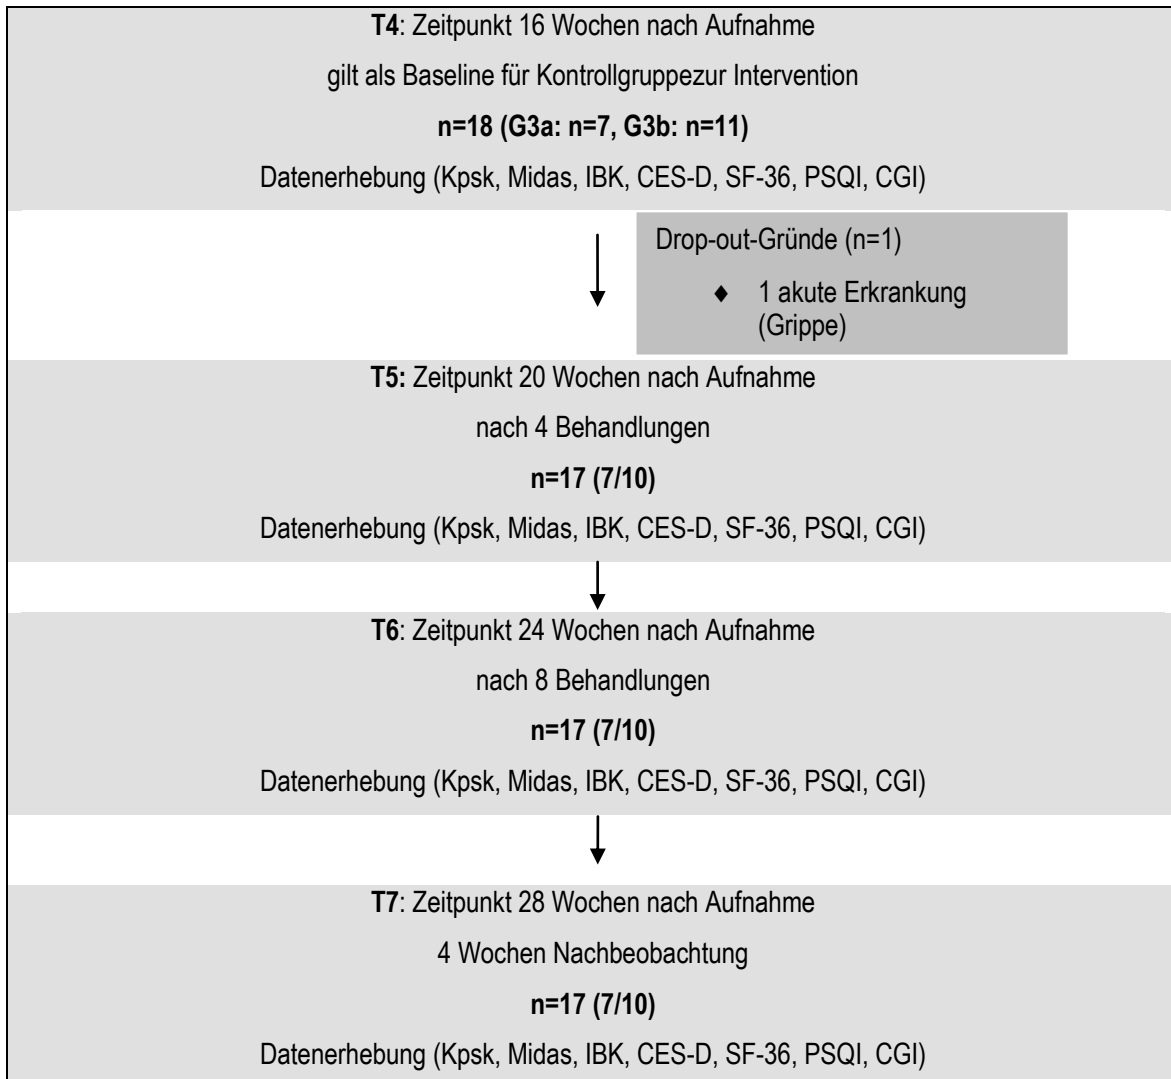 T4: Zeitpunkt 16 Wochen nach Aufnahme
gilt als Baseline für Kontrollgruppezur Intervention
n=18 (G3a: n=7, G3b: n=11)
Datenerhebung (Kpsk, Midas, IBK, CES-D, SF-36, PSQI, CGI)
Drop-out-Gründe (n=1)
♦ 1 akute Erkrankung
(Grippe)
T5: Zeitpunkt 20 Wochen nach Aufnahme
nach 4 Behandlungen
n=17 (7/10)
Datenerhebung (Kpsk, Midas, IBK, CES-D, SF-36, PSQI, CGI)
T6: Zeitpunkt 24 Wochen nach Aufnahme
nach 8 Behandlungen
n=17 (7/10)
Datenerhebung (Kpsk, Midas, IBK, CES-D, SF-36, PSQI, CGI)
T7: Zeitpunkt 28 Wochen nach Aufnahme
4 Wochen Nachbeobachtung
n=17 (7/10)
Datenerhebung (Kpsk, Midas, IBK, CES-D, SF-36, PSQI, CGI)